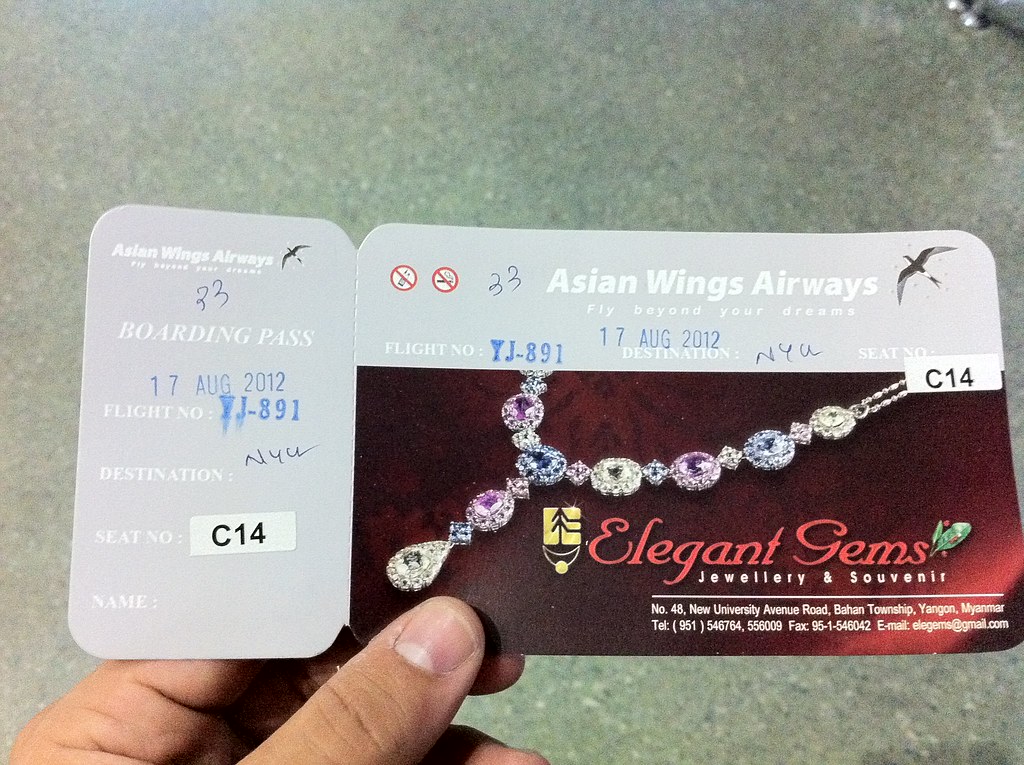 Asian Wings Airways
Fly beyond your dreams
33
BOARDING PASS
17 AUG 2012
FLIGHT NO : YJ-891
DESTINATION : NYU
SEAT NO : C14
NAME :
33 Asian Wings Airways
Fly beyond your dreams
17 AUG 2012
FLIGHT NO : YJ-891 DESTINATION : NYU SEAT NO :
C14
Elegant Gems
Jewellery & Souvenir
No. 48, New University Avenue Road, Bahan Township, Yangon, Myanmar
Tel: ( 951 ) 546764, 556009 Fax: 95-1-546042 E-mail: elegems@gmail.com